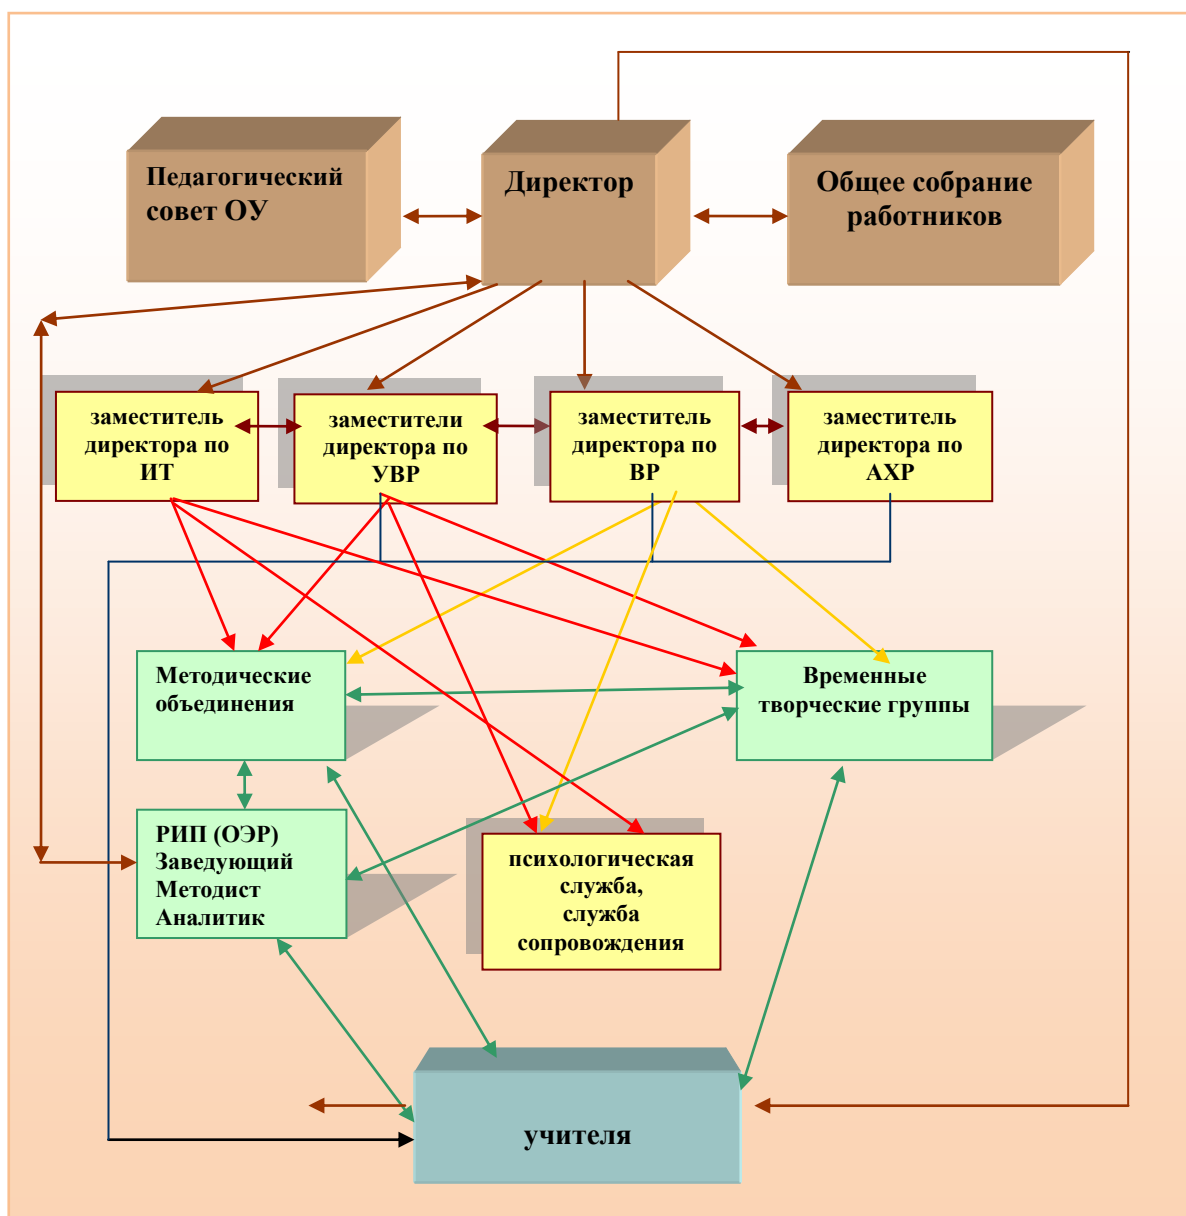 Педагогический
совет ОУ
Директор
Общее собрание
работников
заместитель
директора по
ИТ
заместители
директора по
УВР
заместитель
директора по
ВР
заместитель
директора по
АХР
Методические
объединения
Временные
творческие группы
РИП (ОЭР)
Заведующий
Методист
Аналитик
психологическая
служба,
служба
сопровождения
учителя